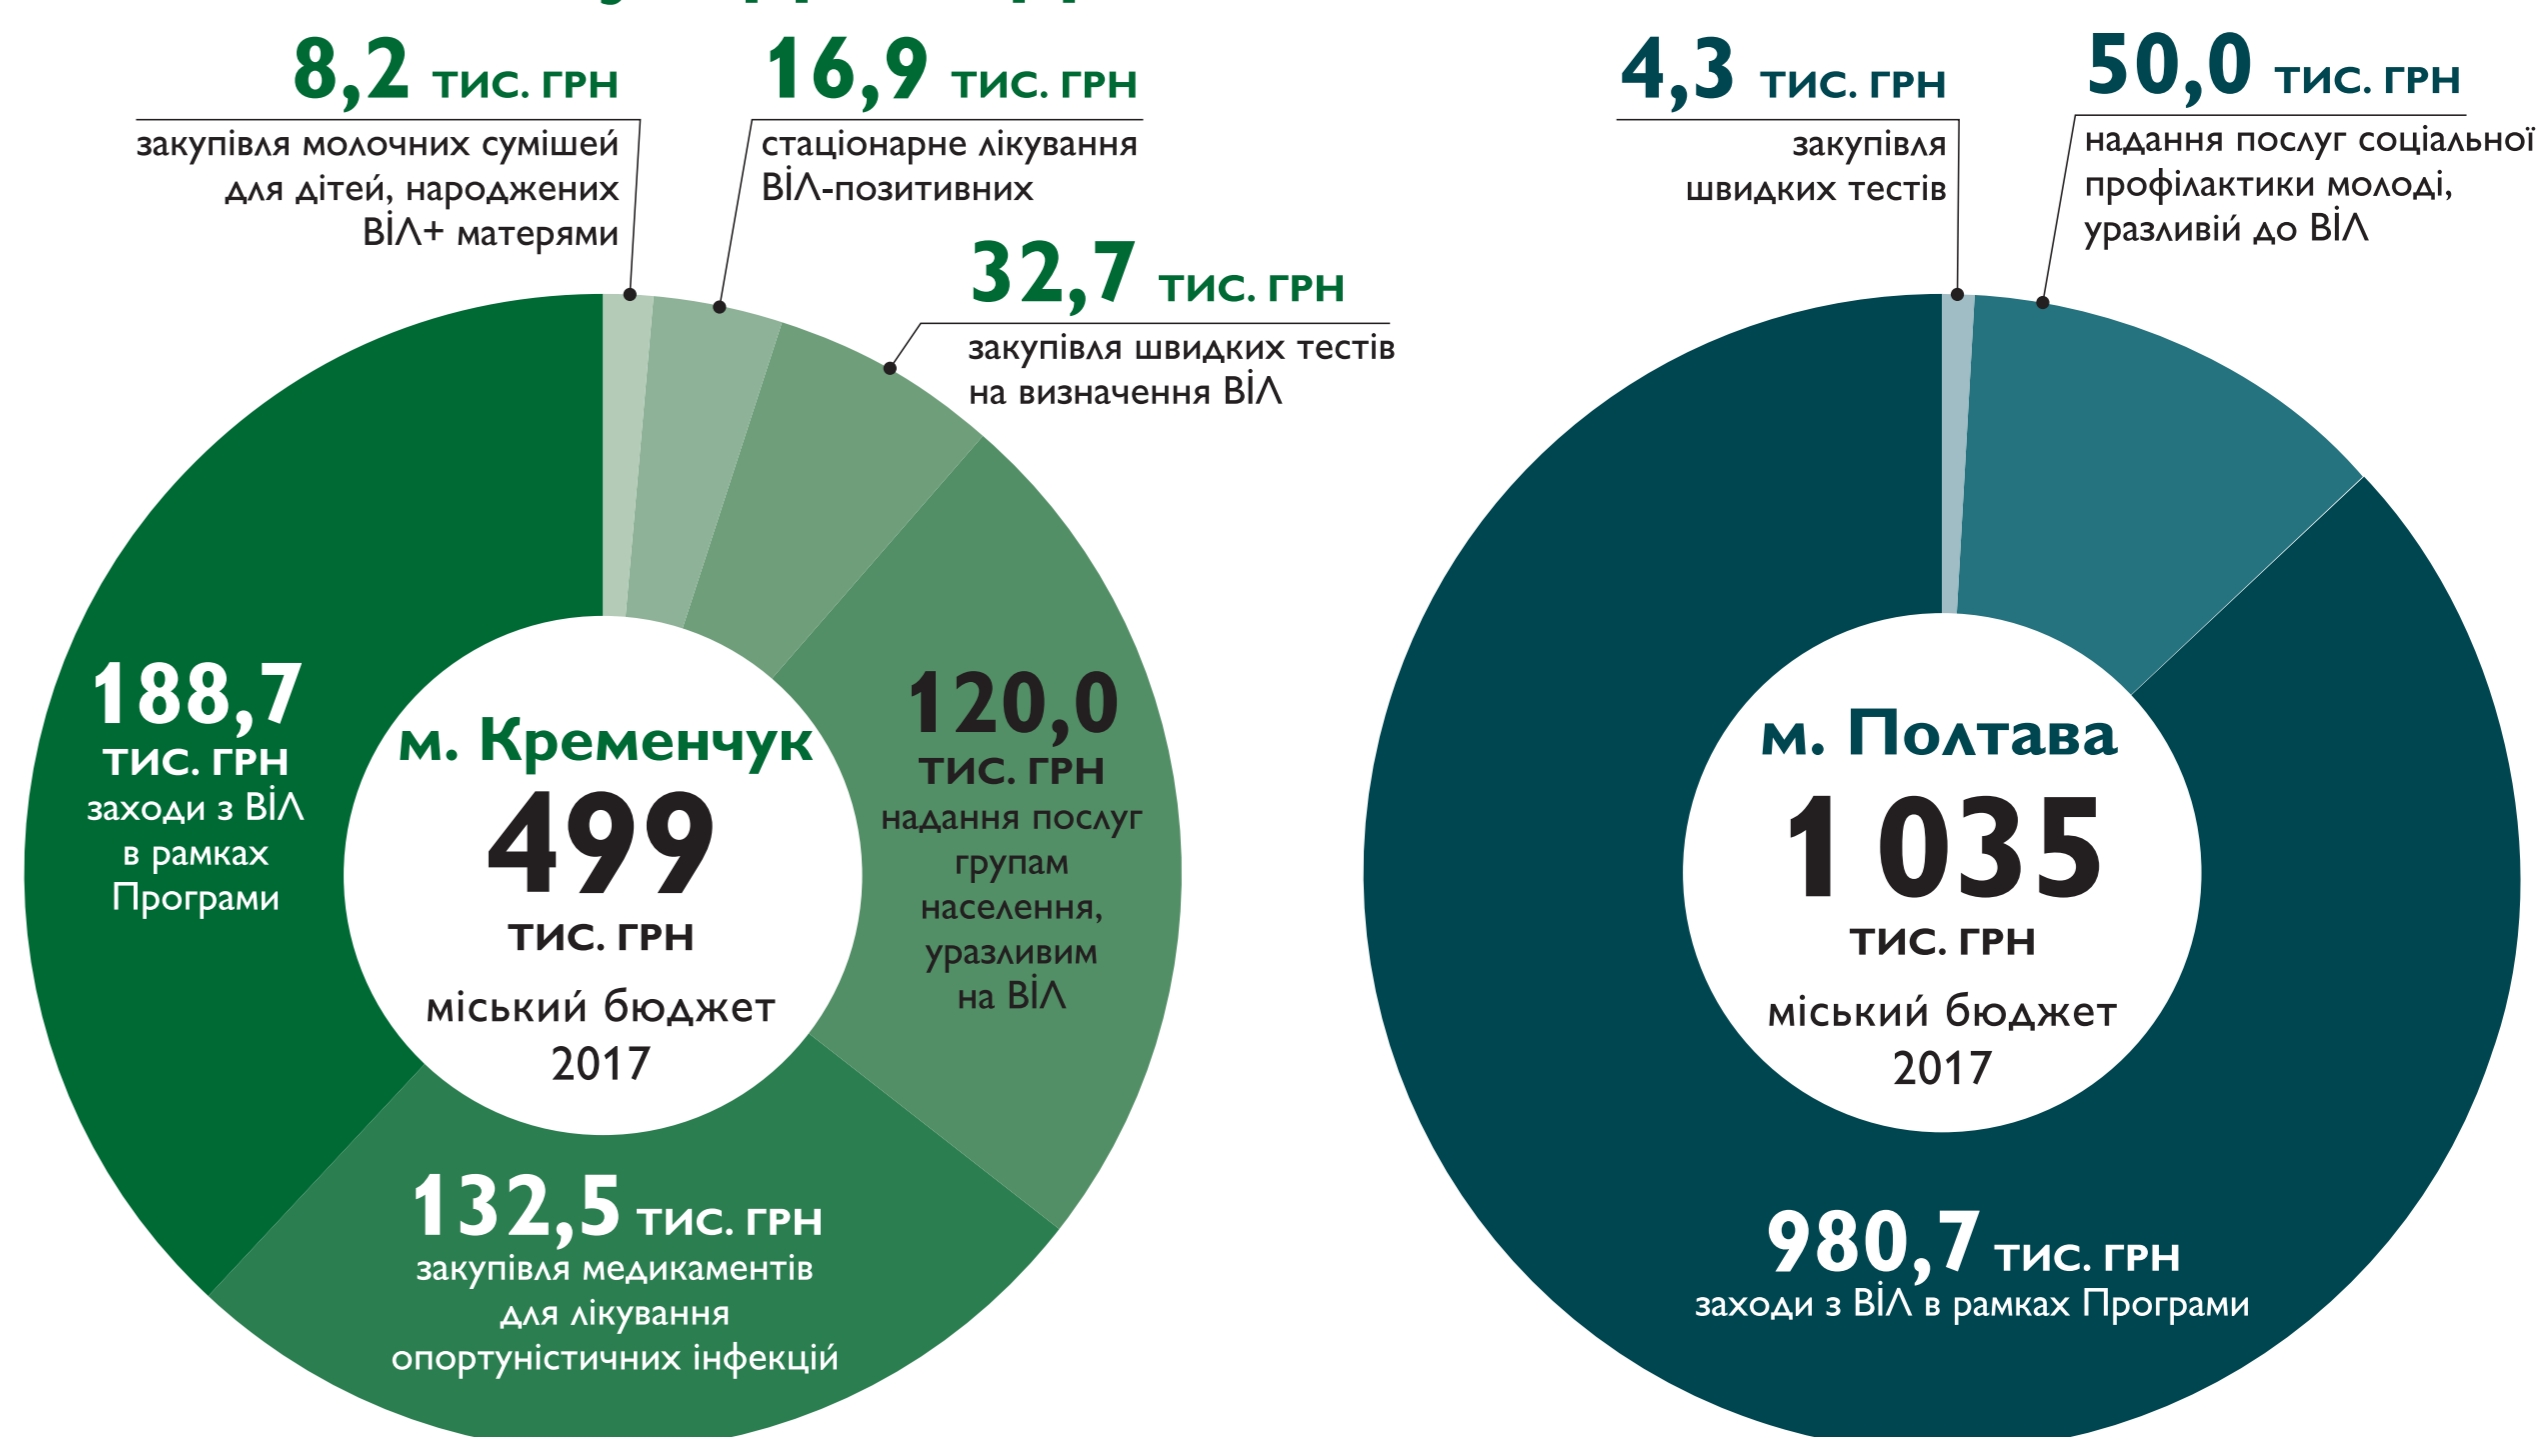 8,2 ТИС. ГРН
закупівля молочних сумішей
для дітей, народжених
ВІЛ+ матерями
16,9 ТИС. ГРН
стаціонарне лікування
ВІЛ-позитивних
32,7 ТИС. ГРН
закупівля швидких тестів
на визначення ВІЛ
188,7
ТИС. ГРН
заходи з ВІЛ
в рамках
Програми
м. Кременчук
499
ТИС. ГРН
міський бюджет
2017
120,0
ТИС. ГРН
надання послуг
групам
населення,
уразливим
на ВІЛ
132,5 ТИС. ГРН
закупівля медикаментів
для лікування
опортуністичних інфекцій
4,3 ТИС. ГРН
закупівля
швидких тестів
50,0 ТИС. ГРН
надання послуг соціальної
профілактики молоді,
уразливій до ВІЛ
м. Полтава
1 035
ТИС. ГРН
міський бюджет
2017
980,7 ТИС. ГРН
заходи з ВІЛ в рамках Програми